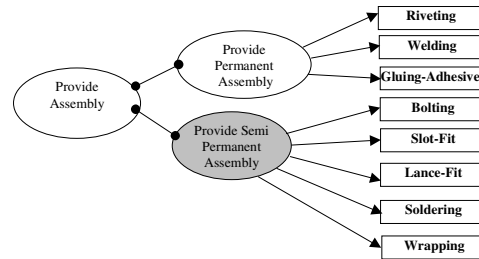 Provide
Assembly
Provide
Permanent
Assembly
Provide Semi
Permanent
Assembly
Riveting
Welding
Gluing-Adhesive
Bolting
Slot-Fit
Lance-Fit
Soldering
Wrapping